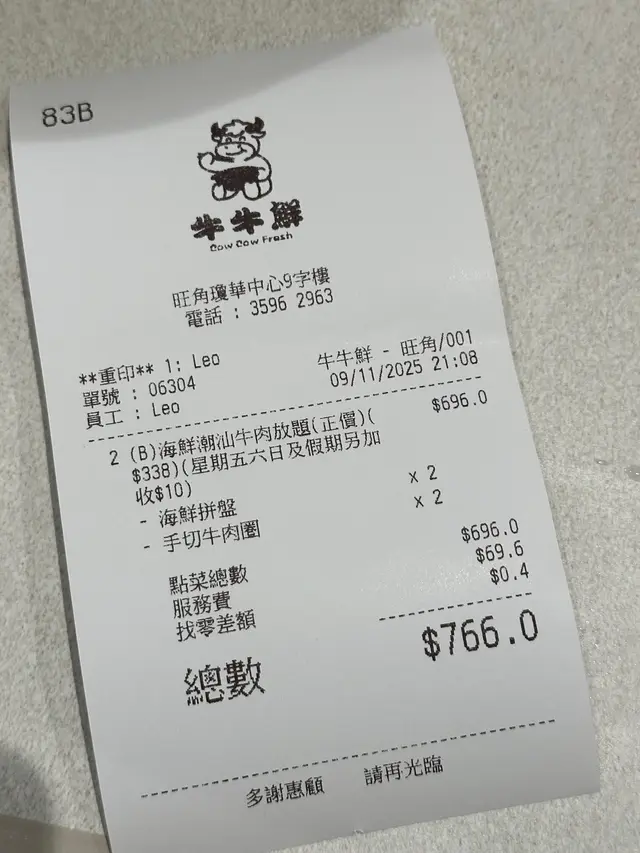 83B
牛牛鮮
Cow Cow Fresh
旺角瓊華中心9字樓
電話 : 3596 2963
**重印** 1: Leo
單號 : 06304 牛牛鮮 - 旺角/001
員工 : Leo 09/11/2025 21:08
2 (B)海鮮潮汕牛肉放題(正價)( $696.0
$338)(星期五六日及假期另加
收$10)
- 海鮮拼盤 x 2
- 手切牛肉圈 x 2
點菜總數 $696.0
服務費 $69.6
找零差額 $0.4
總數 $766.0
多謝惠顧 請再光臨